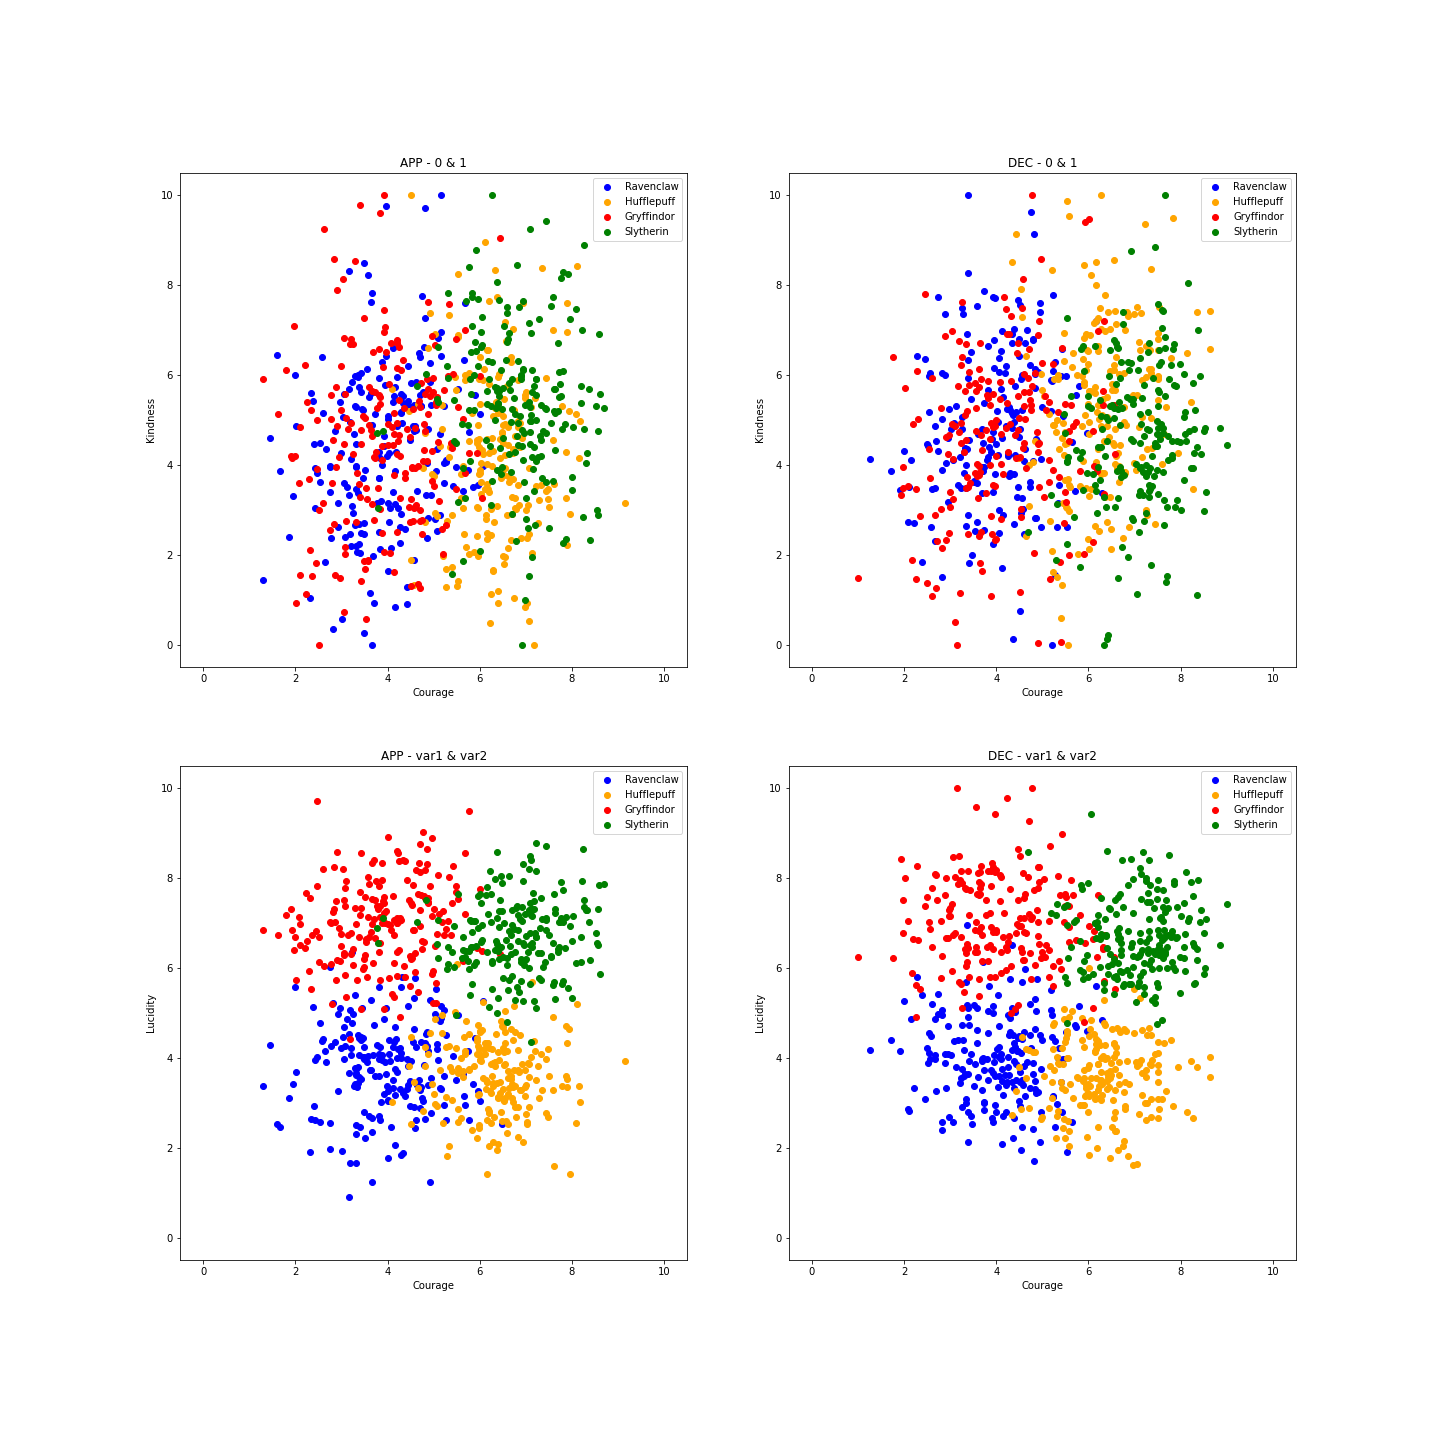 APP - 0 & 1
10
8
6
4
2
0
Kindness
0 2 4 6 8 10
Courage
Ravenclaw
Hufflepuff
Gryffindor
Slytherin
DEC - 0 & 1
10
8
6
4
2
0
Kindness
0 2 4 6 8 10
Courage
Ravenclaw
Hufflepuff
Gryffindor
Slytherin
APP - var1 & var2
10
8
6
4
2
0
Lucidity
0 2 4 6 8 10
Courage
Ravenclaw
Hufflepuff
Gryffindor
Slytherin
DEC - var1 & var2
10
8
6
4
2
0
Lucidity
0 2 4 6 8 10
Courage
Ravenclaw
Hufflepuff
Gryffindor
Slytherin